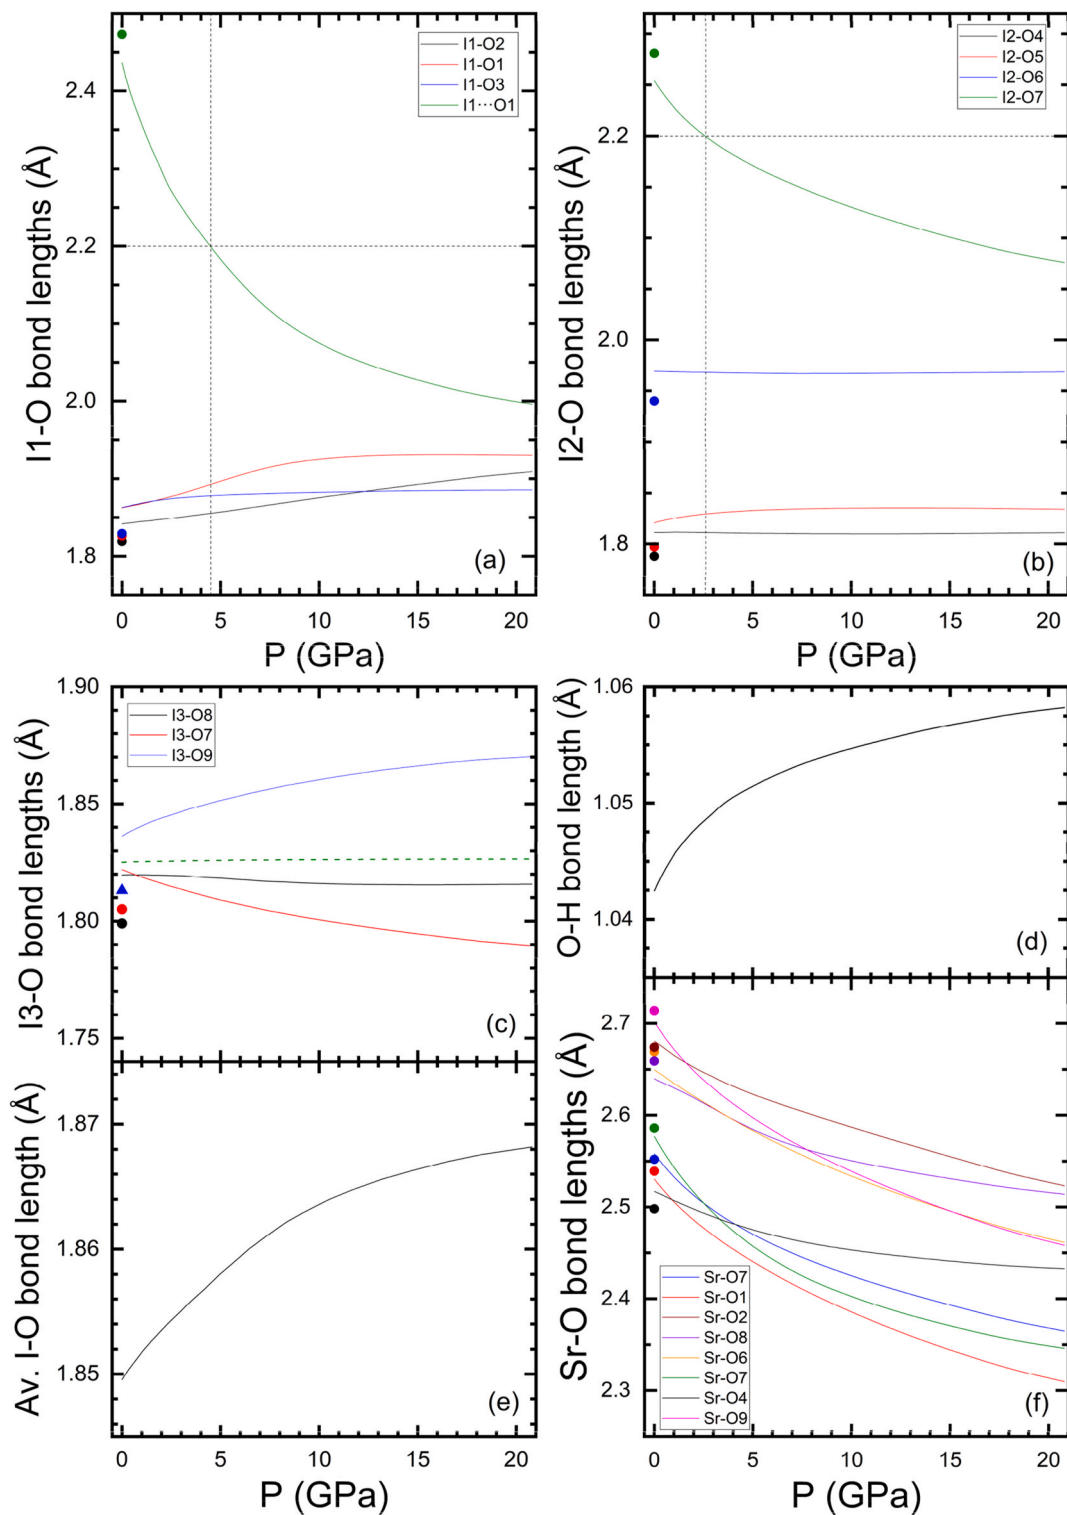 I1-O bond lengths (Å)
2.4
2.2
2.0
1.8
I1-O2
I1-O1
I1-O3
I1···O1
(a)
0 5 10 15 20
P (GPa)
I2-O bond lengths (Å)
2.2
2.0
1.8
I2-O4
I2-O5
I2-O6
I2-O7
(b)
0 5 10 15 20
P (GPa)
I3-O bond lengths (Å)
1.90
1.85
1.80
1.75
I3-O8
I3-O7
I3-O9
(c)
O-H bond length (Å)
1.06
1.05
1.04
(d)
Av. I-O bond length (Å)
1.87
1.86
1.85
(e)
0 5 10 15 20
P (GPa)
Sr-O bond lengths (Å)
2.7
2.6
2.5
2.4
2.3
Sr-O7
Sr-O1
Sr-O2
Sr-O8
Sr-O6
Sr-O7
Sr-O4
Sr-O9
(f)
0 5 10 15 20
P (GPa)